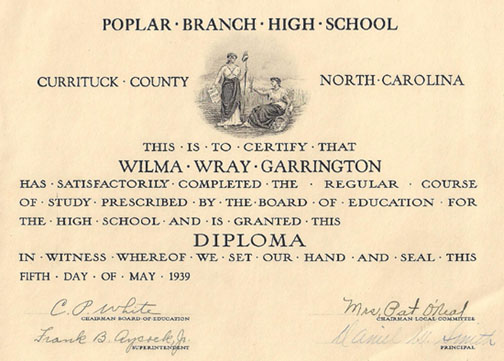 POPLAR · BRANCH · HIGH · SCHOOL
CURRITUCK · COUNTY NORTH · CAROLINA
THIS · IS · TO · CERTIFY · THAT
WILMA · WRAY · GARRINGTON
HAS · SATISFACTORILY · COMPLETED · THE · REGULAR · COURSE
OF · STUDY · PRESCRIBED · BY · THE · BOARD · OF · EDUCATION · FOR
THE · HIGH · SCHOOL · AND · IS · GRANTED · THIS
DIPLOMA
IN · WITNESS · WHEREOF · WE · SET · OUR · HAND · AND · SEAL · THIS
FIFTH · DAY · OF · MAY · 1939
C. P. White Mrs. Pat O'Neal
CHAIRMAN BOARD OF EDUCATION CHAIRMAN LOCAL COMMITTEE
Frank B. Aycock, Jr. Smith
SUPERINTENDENT PRINCIPAL